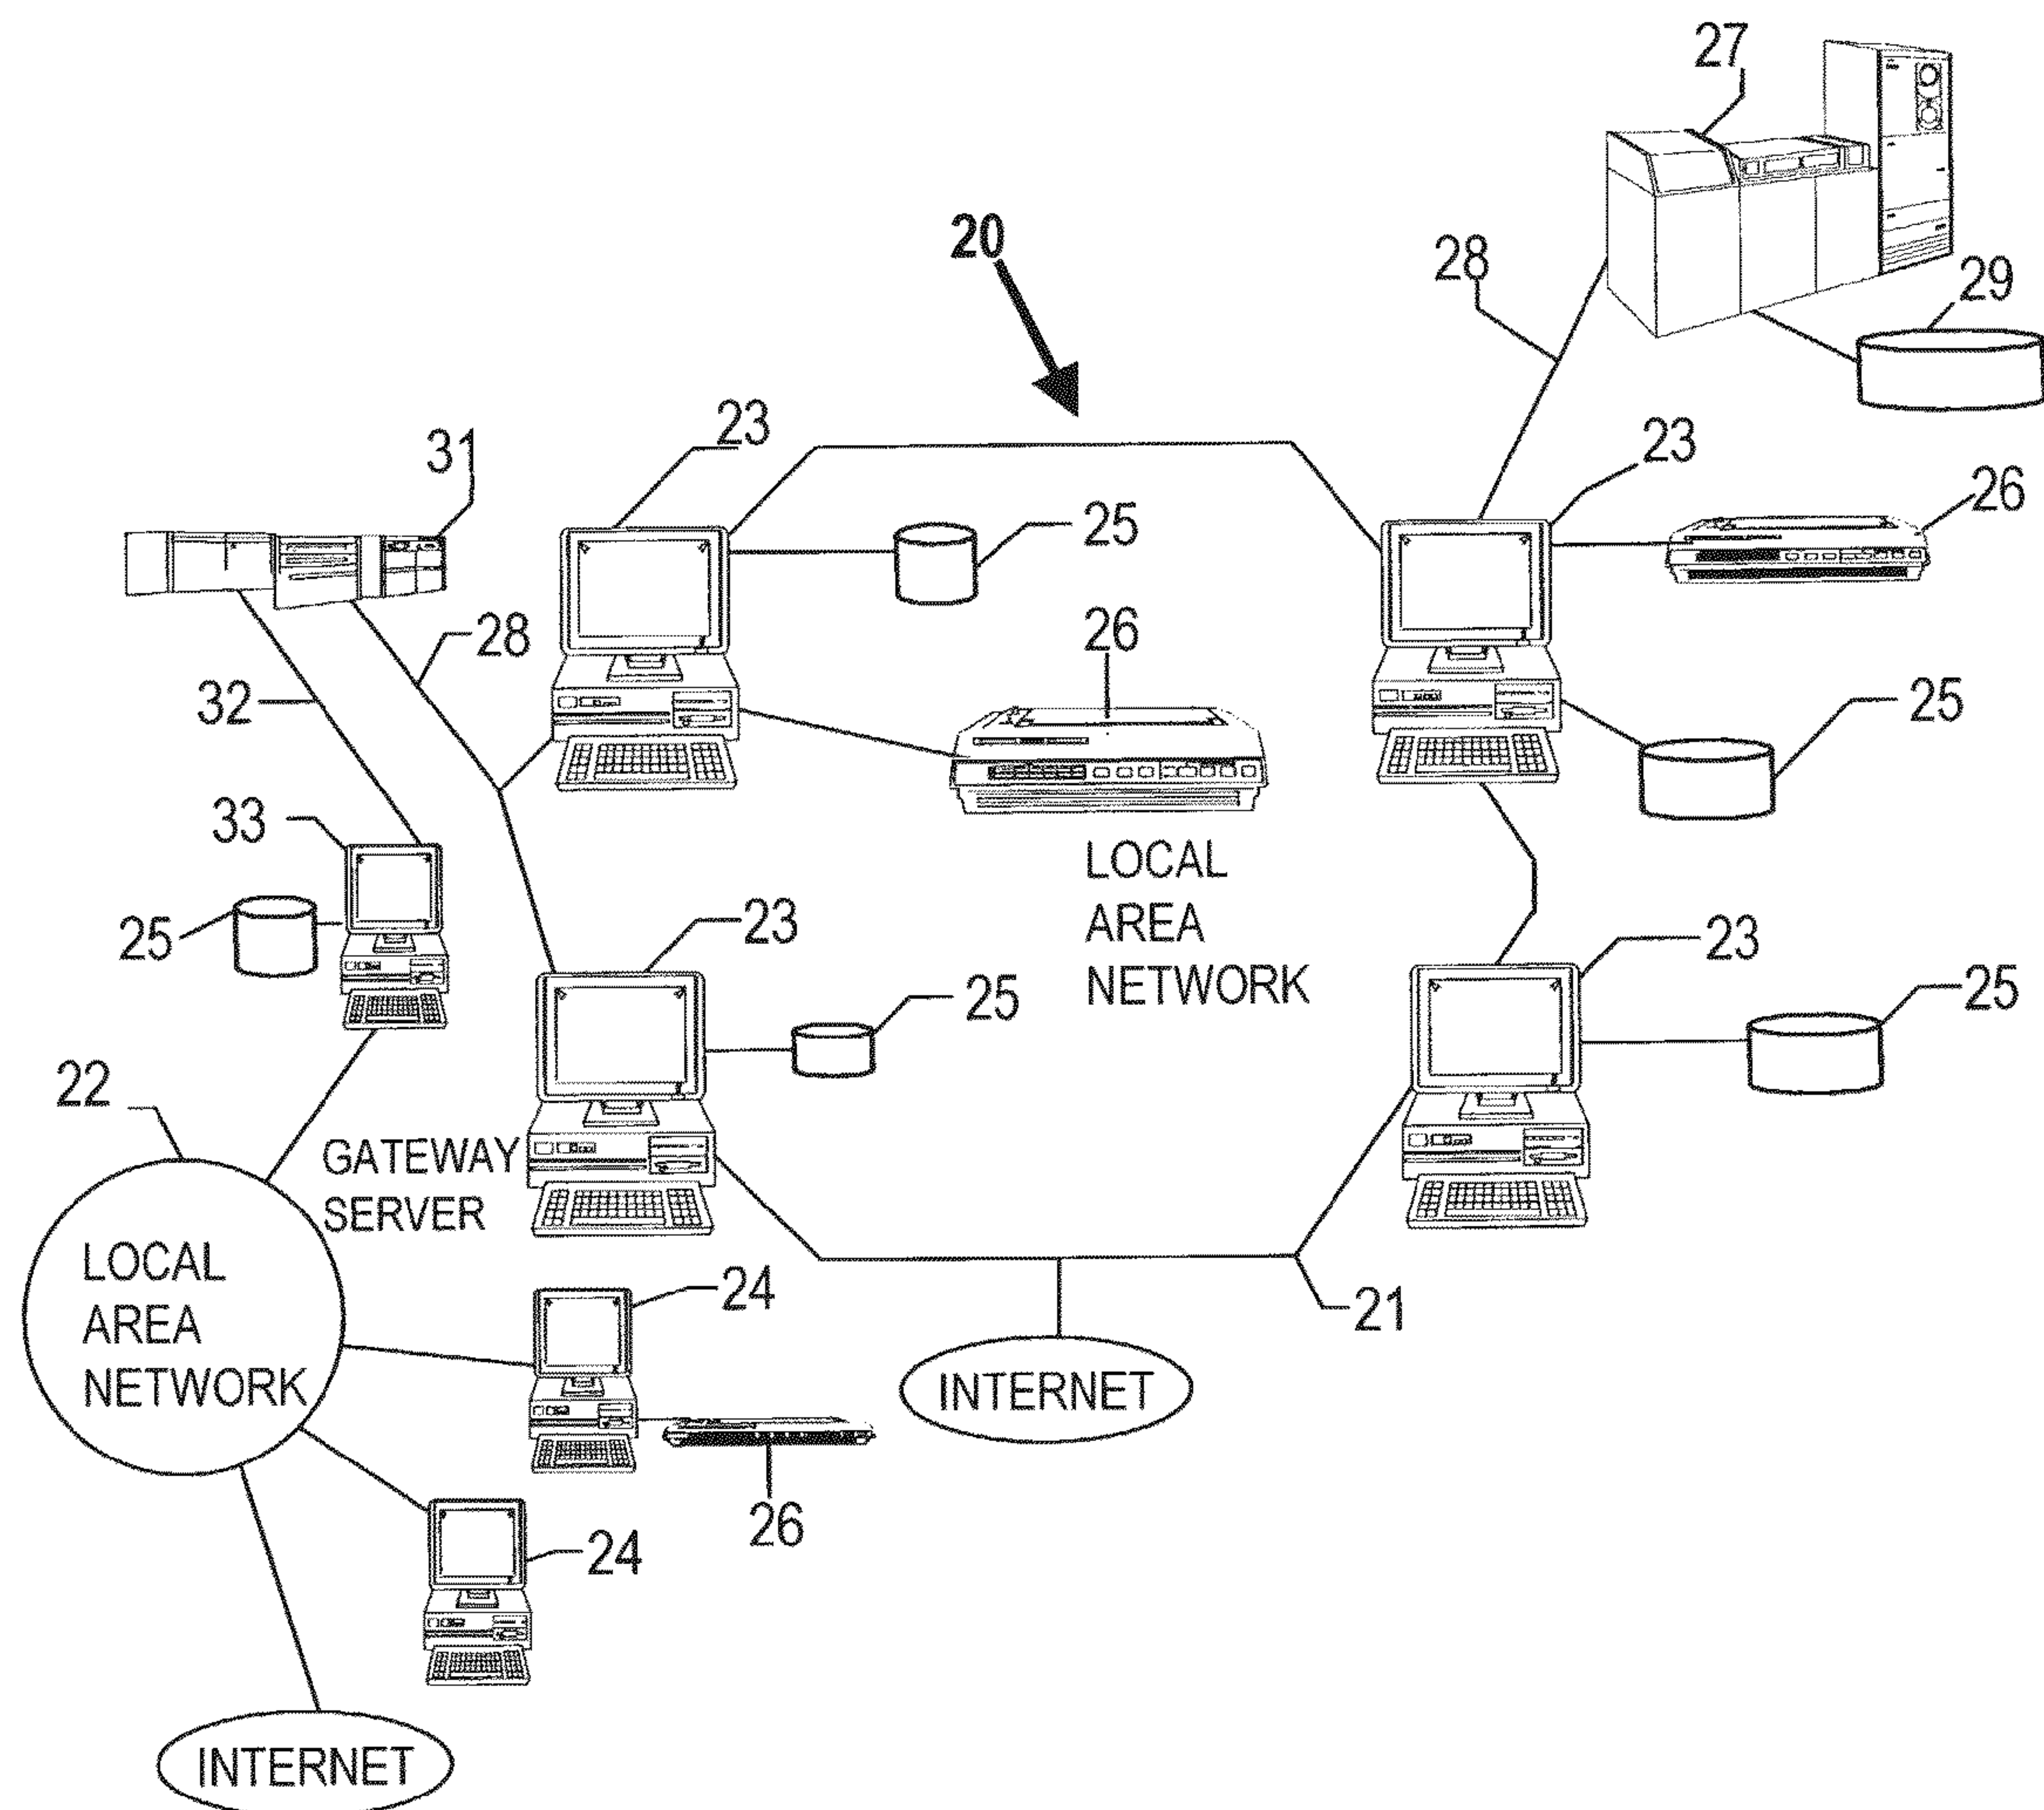 27
20
28
29
23
23
31
26
25
28
26
32
25
33
LOCAL
AREA
NETWORK
25
23
23
25
25
22
GATEWAY
SERVER
LOCAL
AREA
NETWORK
24
21
INTERNET
26
24
INTERNET